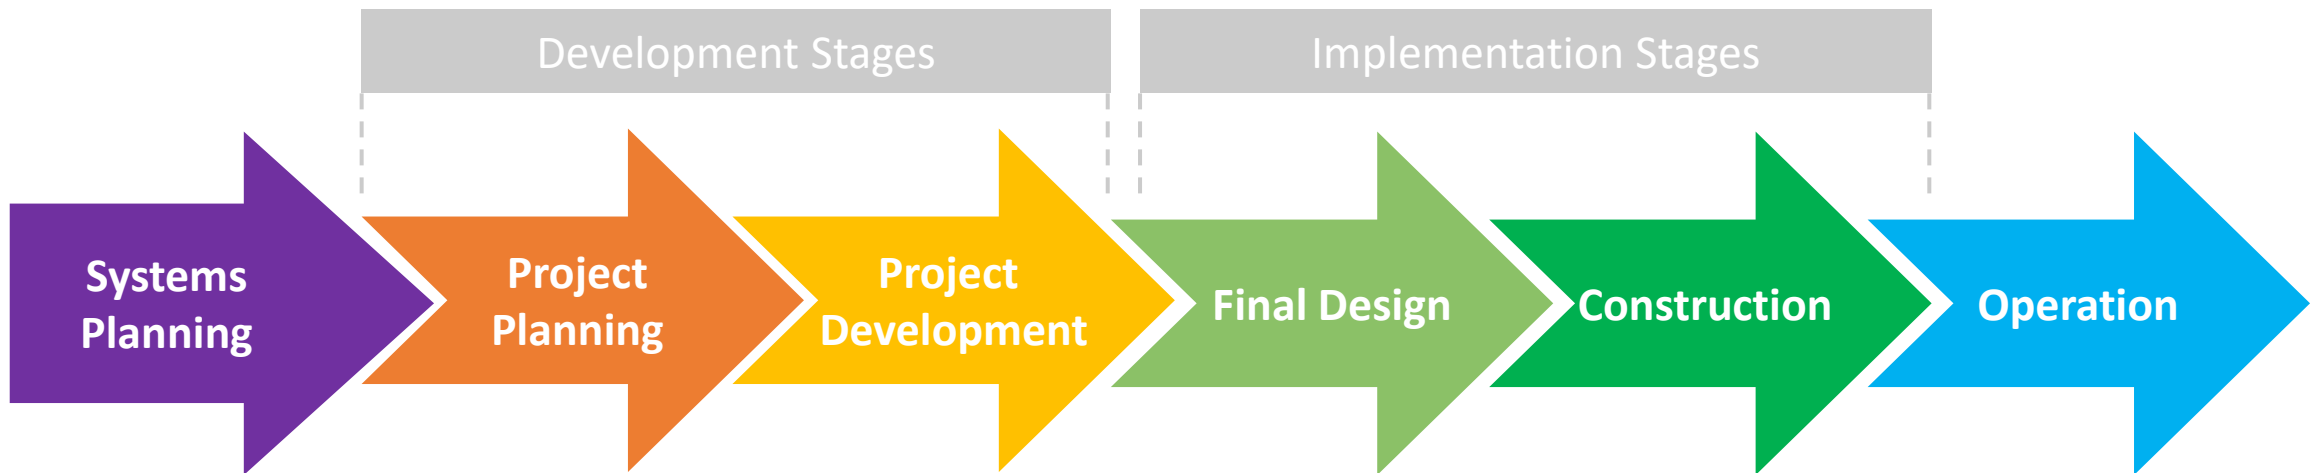 Development Stages
Implementation Stages
Systems
Planning
Project
Planning
Project
Development
Final Design
Construction
Operation